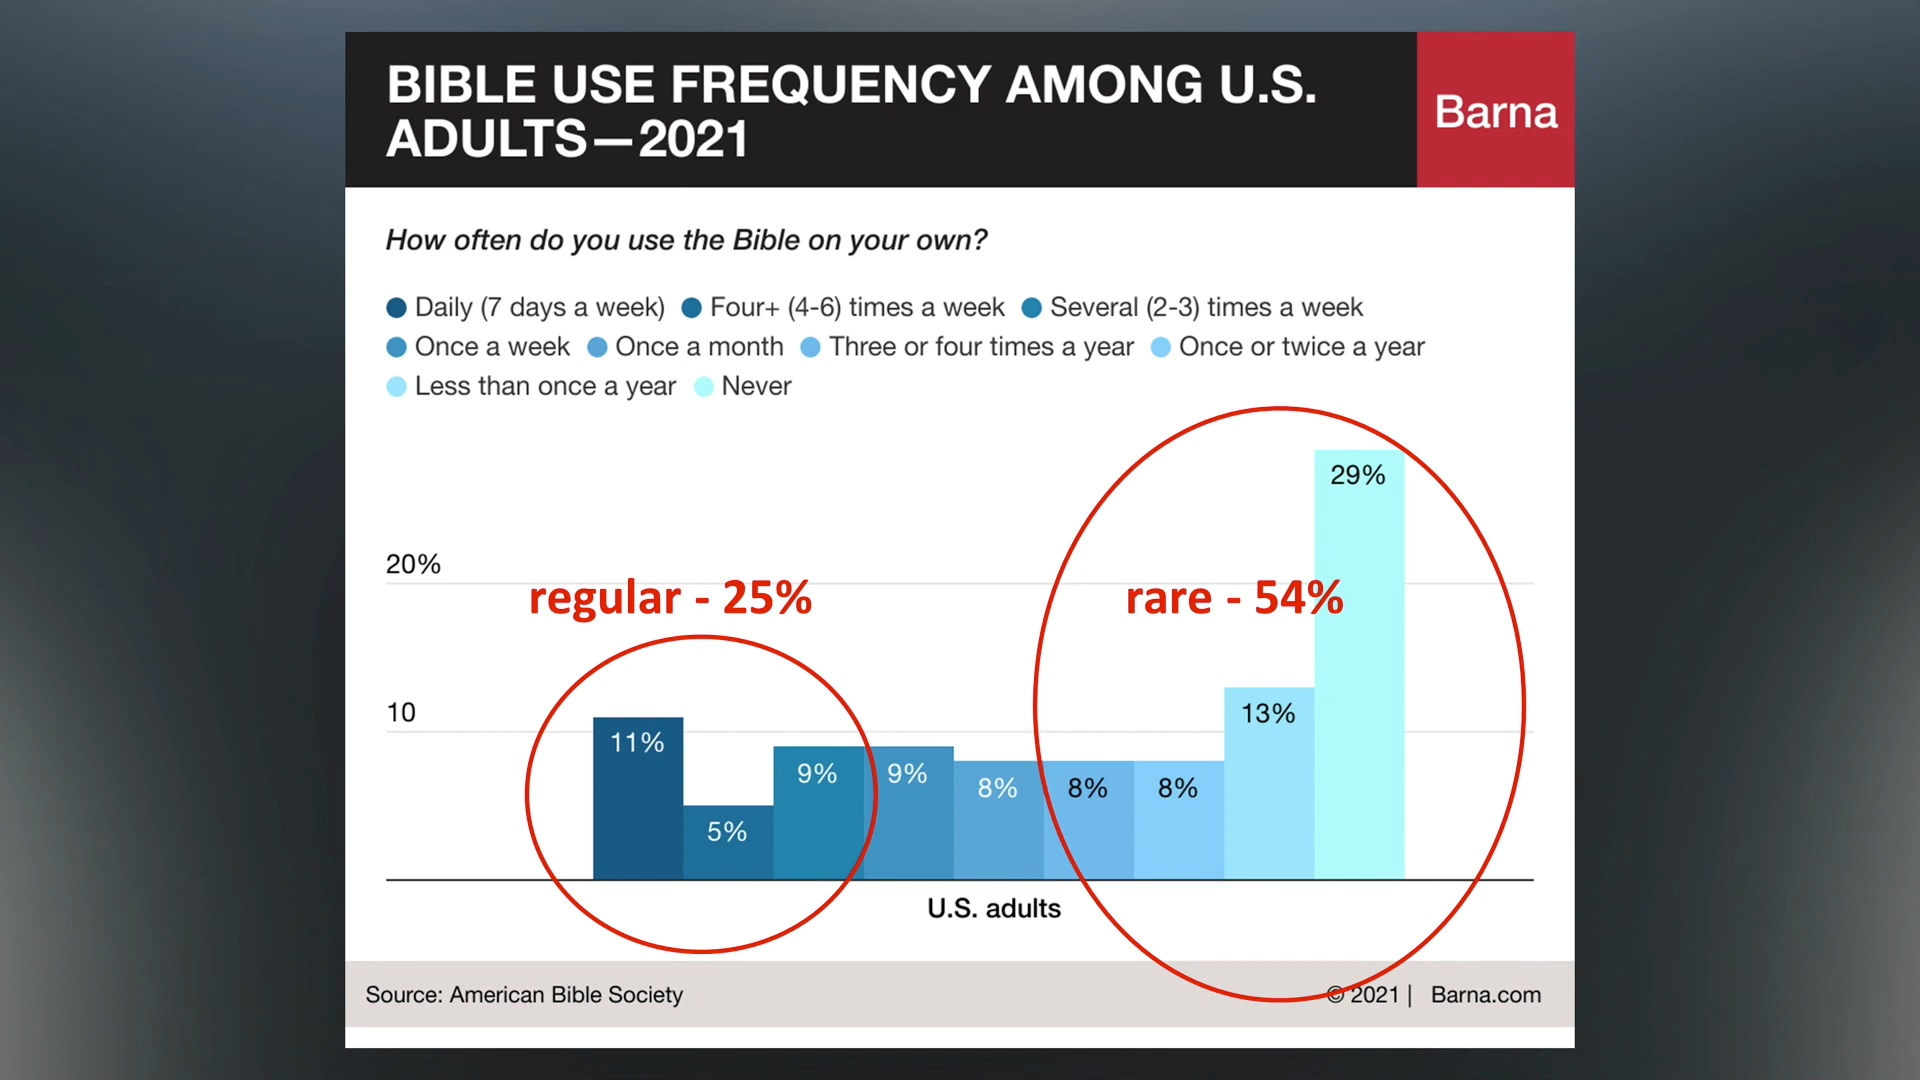 BIBLE USE FREQUENCY AMONG U.S.
ADULTS—2021
Barna
How often do you use the Bible on your own?
Daily (7 days a week) Four+ (4-6) times a week Several (2-3) times a week
Once a week Once a month Three or four times a year Once or twice a year
Less than once a year Never
29%
20%
regular - 25%
rare - 54%
10
11%
5%
9%
9%
8%
8%
8%
13%
U.S. adults
Source: American Bible Society
© 2021 | Barna.com